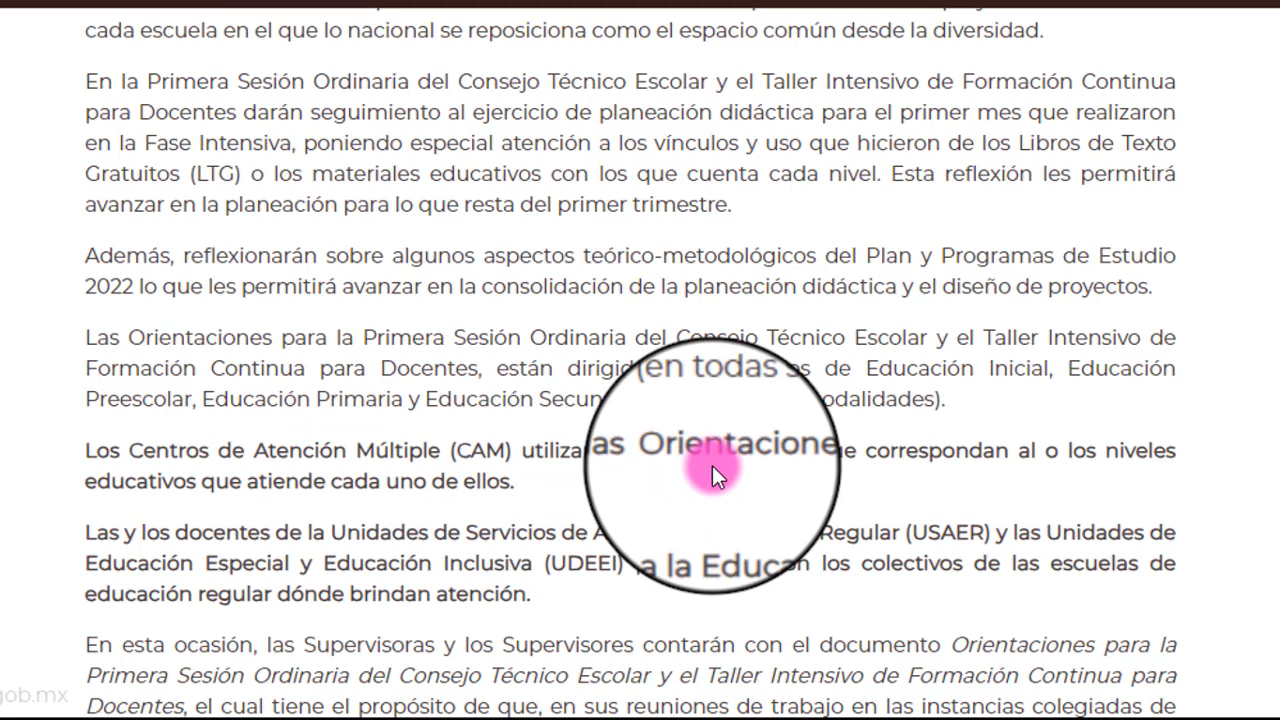 cada escuela en el que lo nacional se reposiciona como el espacio común desde la diversidad.
En la Primera Sesión Ordinaria del Consejo Técnico Escolar y el Taller Intensivo de Formación Continua
para Docentes darán seguimiento al ejercicio de planeación didáctica para el primer mes que realizaron
en la Fase Intensiva, poniendo especial atención a los vínculos y uso que hicieron de los Libros de Texto
Gratuitos (LTG) o los materiales educativos con los que cuenta cada nivel. Esta reflexión les permitirá
avanzar en la planeación para lo que resta del primer trimestre.
Además, reflexionarán sobre algunos aspectos teórico-metodológicos del Plan y Programas de Estudio
2022 lo que les permitirá avanzar en la consolidación de la planeación didáctica y el diseño de proyectos.
Las Orientaciones para la Primera Sesión Ordinaria del Consejo Técnico Escolar y el Taller Intensivo de
Formación Continua para Docentes, están dirigid (en todas s de Educación Inicial, Educación
Preescolar, Educación Primaria y Educación Secun odalidades).
Los Centros de Atención Múltiple (CAM) utiliza as Orientacione e correspondan al o los niveles
educativos que atiende cada uno de ellos.
Las y los docentes de la Unidades de Servicios de A Regular (USAER) y las Unidades de
Educación Especial y Educación Inclusiva (UDEEI) a la Educ n los colectivos de las escuelas de
educación regular dónde brindan atención.
En esta ocasión, las Supervisoras y los Supervisores contarán con el documento Orientaciones para la
Primera Sesión Ordinaria del Consejo Técnico Escolar y el Taller Intensivo de Formación Continua para
gob.mx
Docentes, el cual tiene el propósito de que, en sus reuniones de trabajo en las instancias colegiadas de